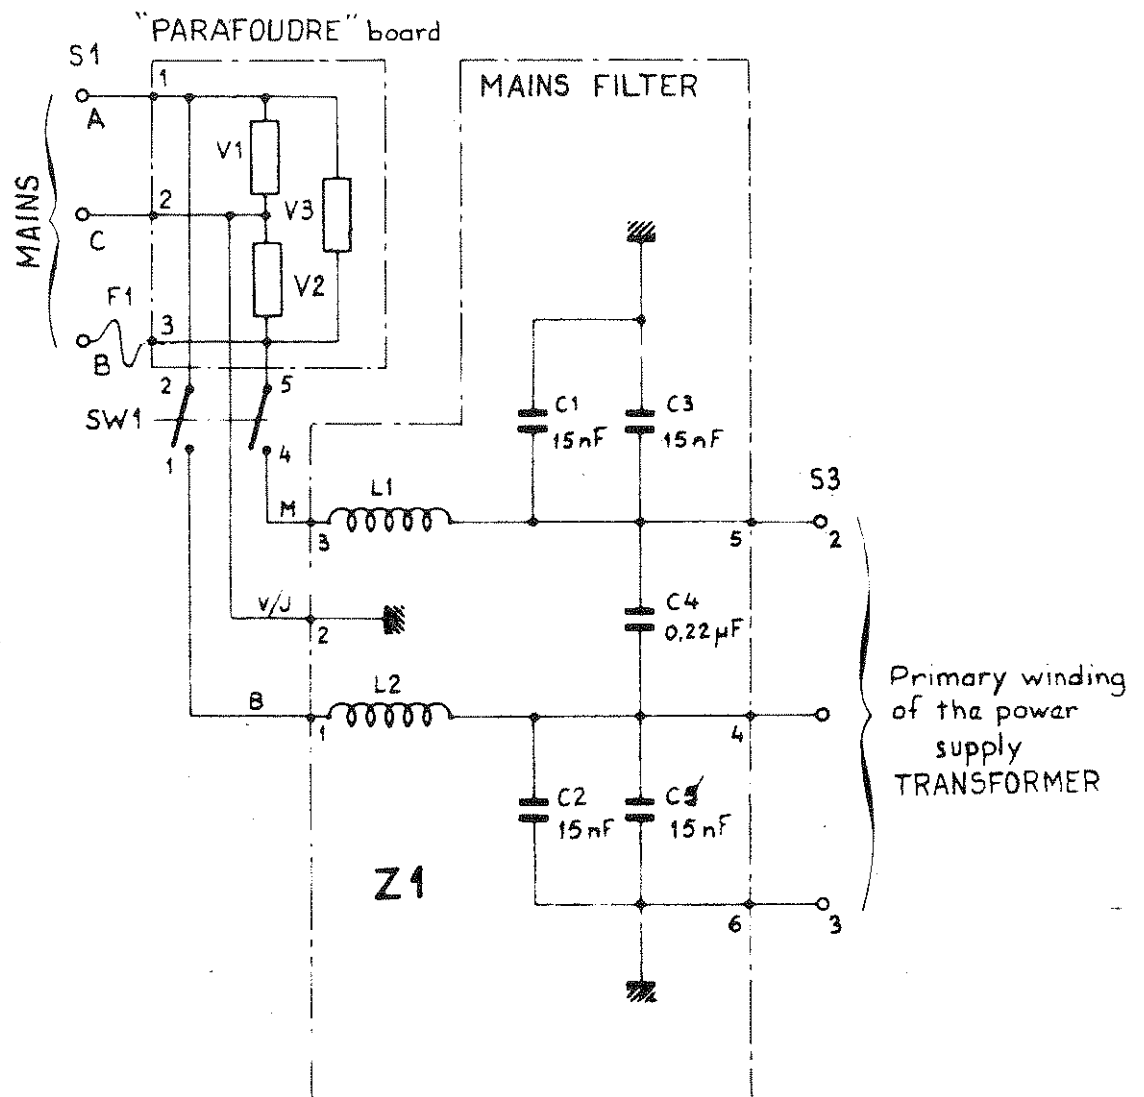 "PARAFOUDRE" board
S1
1
MAINS FILTER
A
V1
MAINS
2
V3
C
V2
F1
3
B
2
5
SW1
1
4
C1
15nF
C3
15nF
S3
M
L1
3
5
2
V/J
2
C4
0,22µF
B
L2
1
4
Primary winding
of the power
supply
TRANSFORMER
C2
15nF
C5
15nF
Z1
6
3